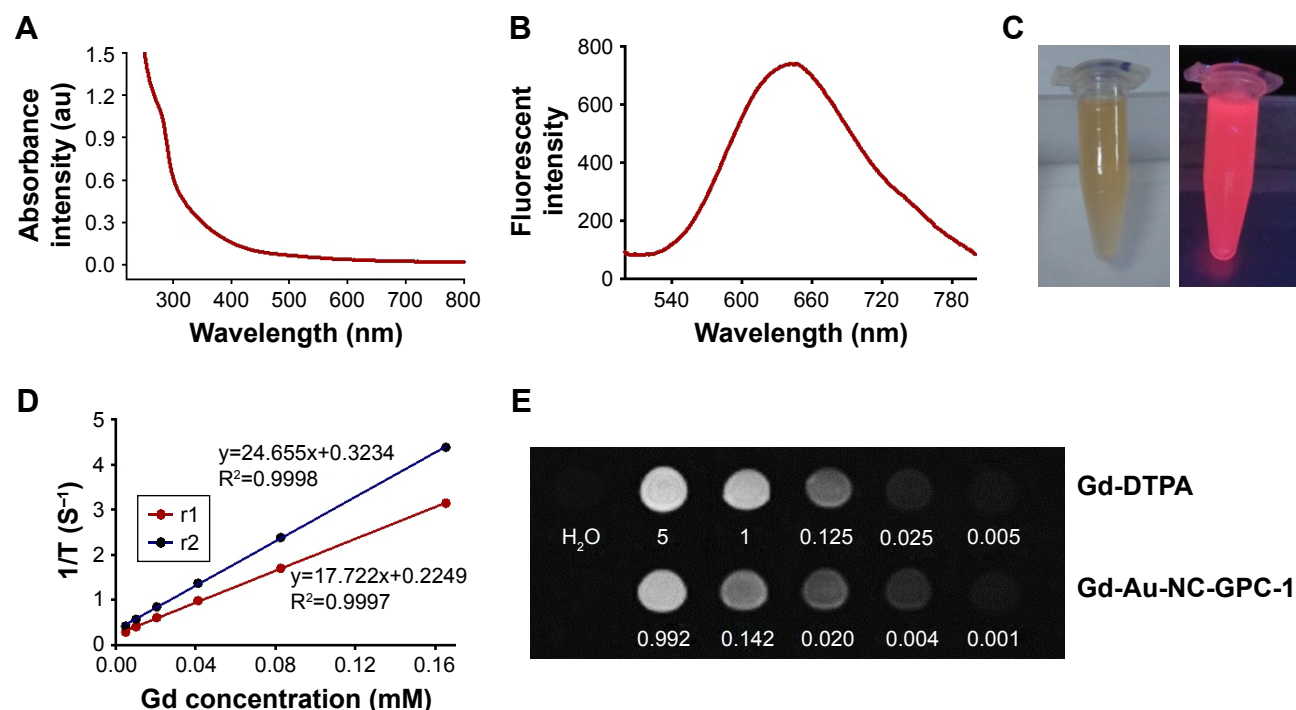 A
Absorbance
intensity (au)
1.5
1.2
0.9
0.6
0.3
0.0
300 400 500 600 700 800
Wavelength (nm)
B
Fluorescent
intensity
800
600
400
200
0
540 600 660 720 780
Wavelength (nm)
C
D
1/T (S⁻¹)
5
4
3
2
1
0
y=24.655x+0.3234
R²=0.9998
r1
r2
y=17.722x+0.2249
R²=0.9997
0.00 0.04 0.08 0.12 0.16
Gd concentration (mM)
E
Gd-DTPA
H₂O 5 1 0.125 0.025 0.005
Gd-Au-NC-GPC-1
0.992 0.142 0.020 0.004 0.001